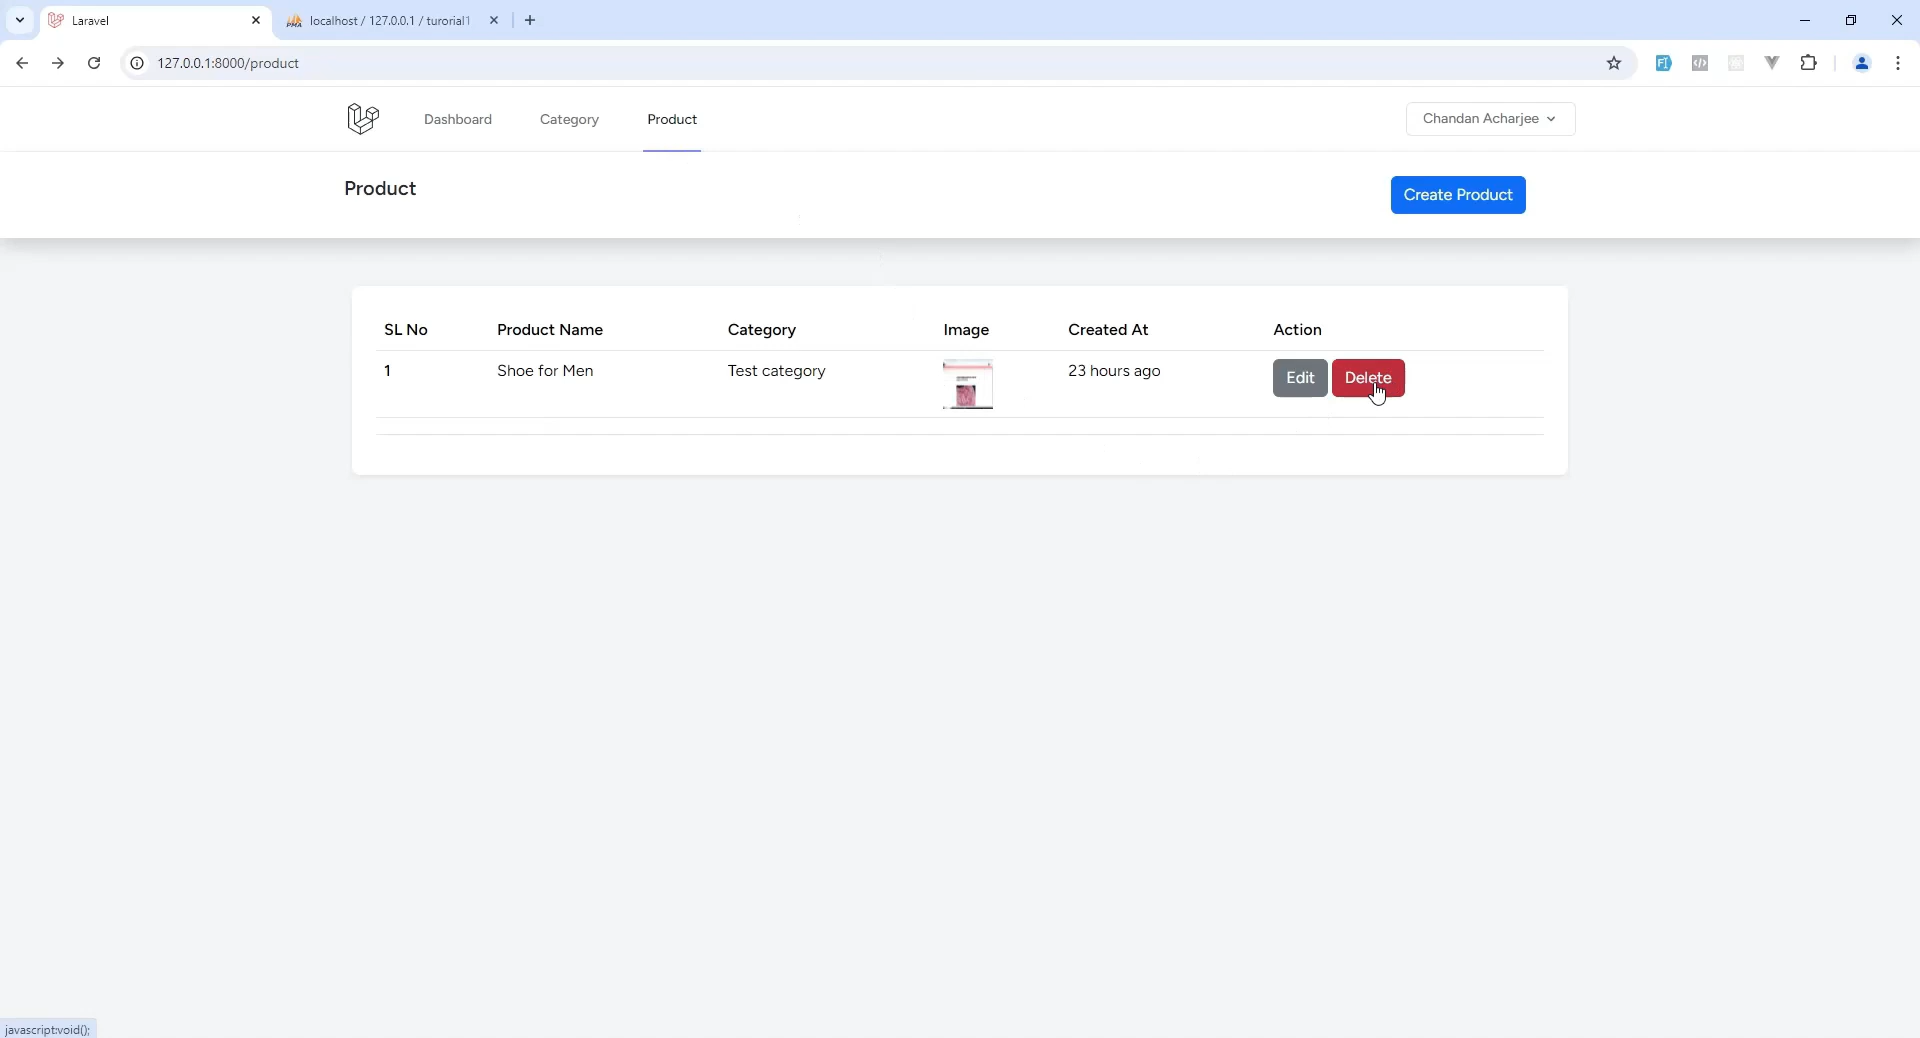 Laravel
localhost / 127.0.0.1 / turorial1
127.0.0.1:8000/product
Dashboard
Category
Product
Chandan Acharjee
Product
Create Product
SL No Product Name Category Image Created At Action
1 Shoe for Men Test category 23 hours ago Edit Delete
javascript:void();